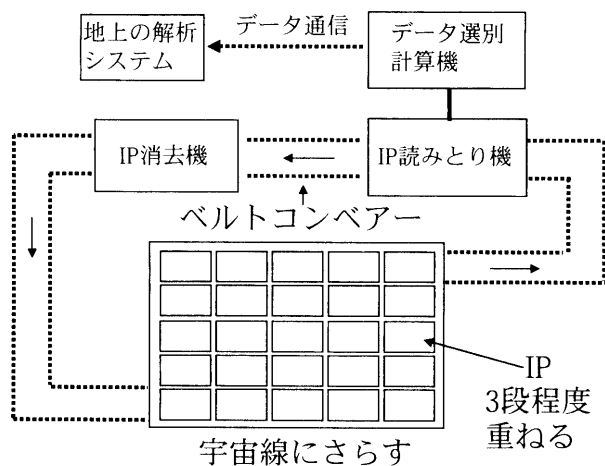 地上の解析
システム
データ通信
データ選別
計算機
IP消去機
IP読みとり機
ベルトコンベアー
IP
3段程度
重ねる
宇宙線にさらす